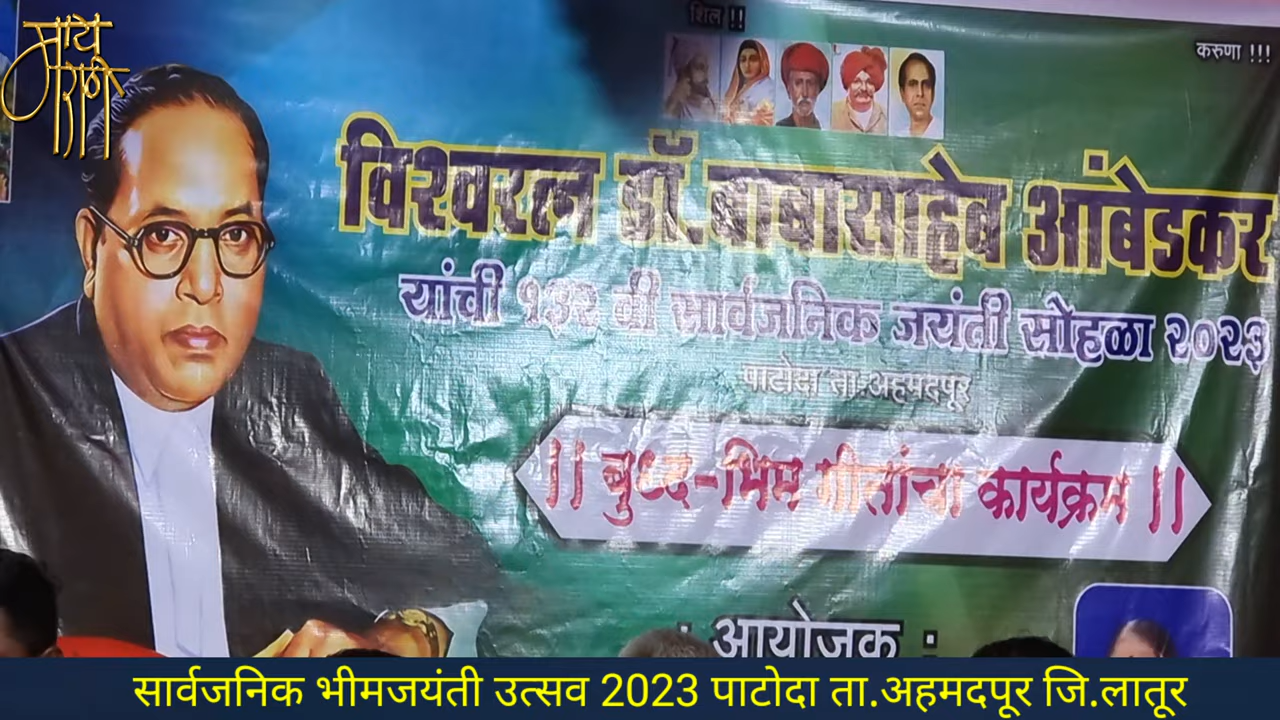 शिल !!
करुणा !!!
साये मराठी
विश्वरत्न डॉ.बाबासाहेब आंबेडकर
यांची १३२ वी सार्वजनिक जयंती सोहळा २०२३
पाटोदा ता.अहमदपूर
|| बुध्द-भिम गीतांचा कार्यक्रम ||
: आयोजक :
सार्वजनिक भीमजयंती उत्सव 2023 पाटोदा ता.अहमदपूर जि.लातूर